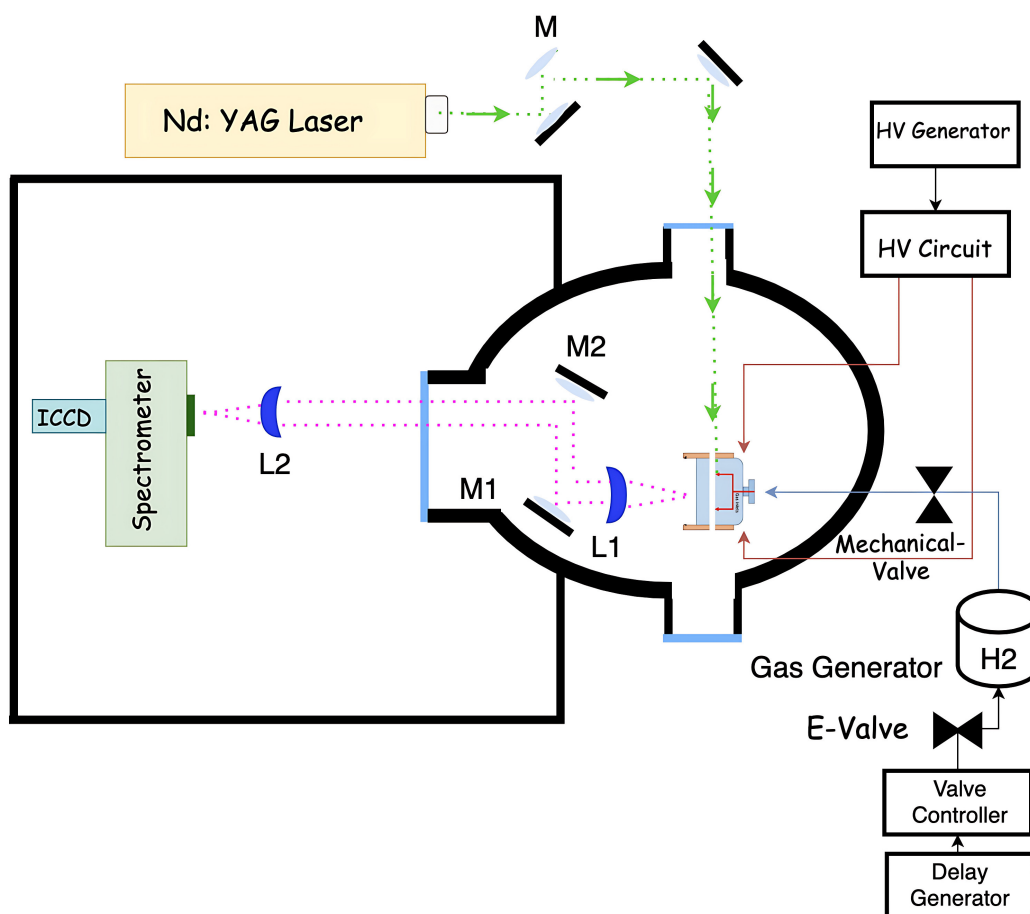 M
Nd: YAG Laser
HV Generator
HV Circuit
M2
ICCD
Spectrometer
L2
M1
L1
Mechanical-
Valve
H2
Gas Generator
E-Valve
Valve
Controller
Delay
Generator